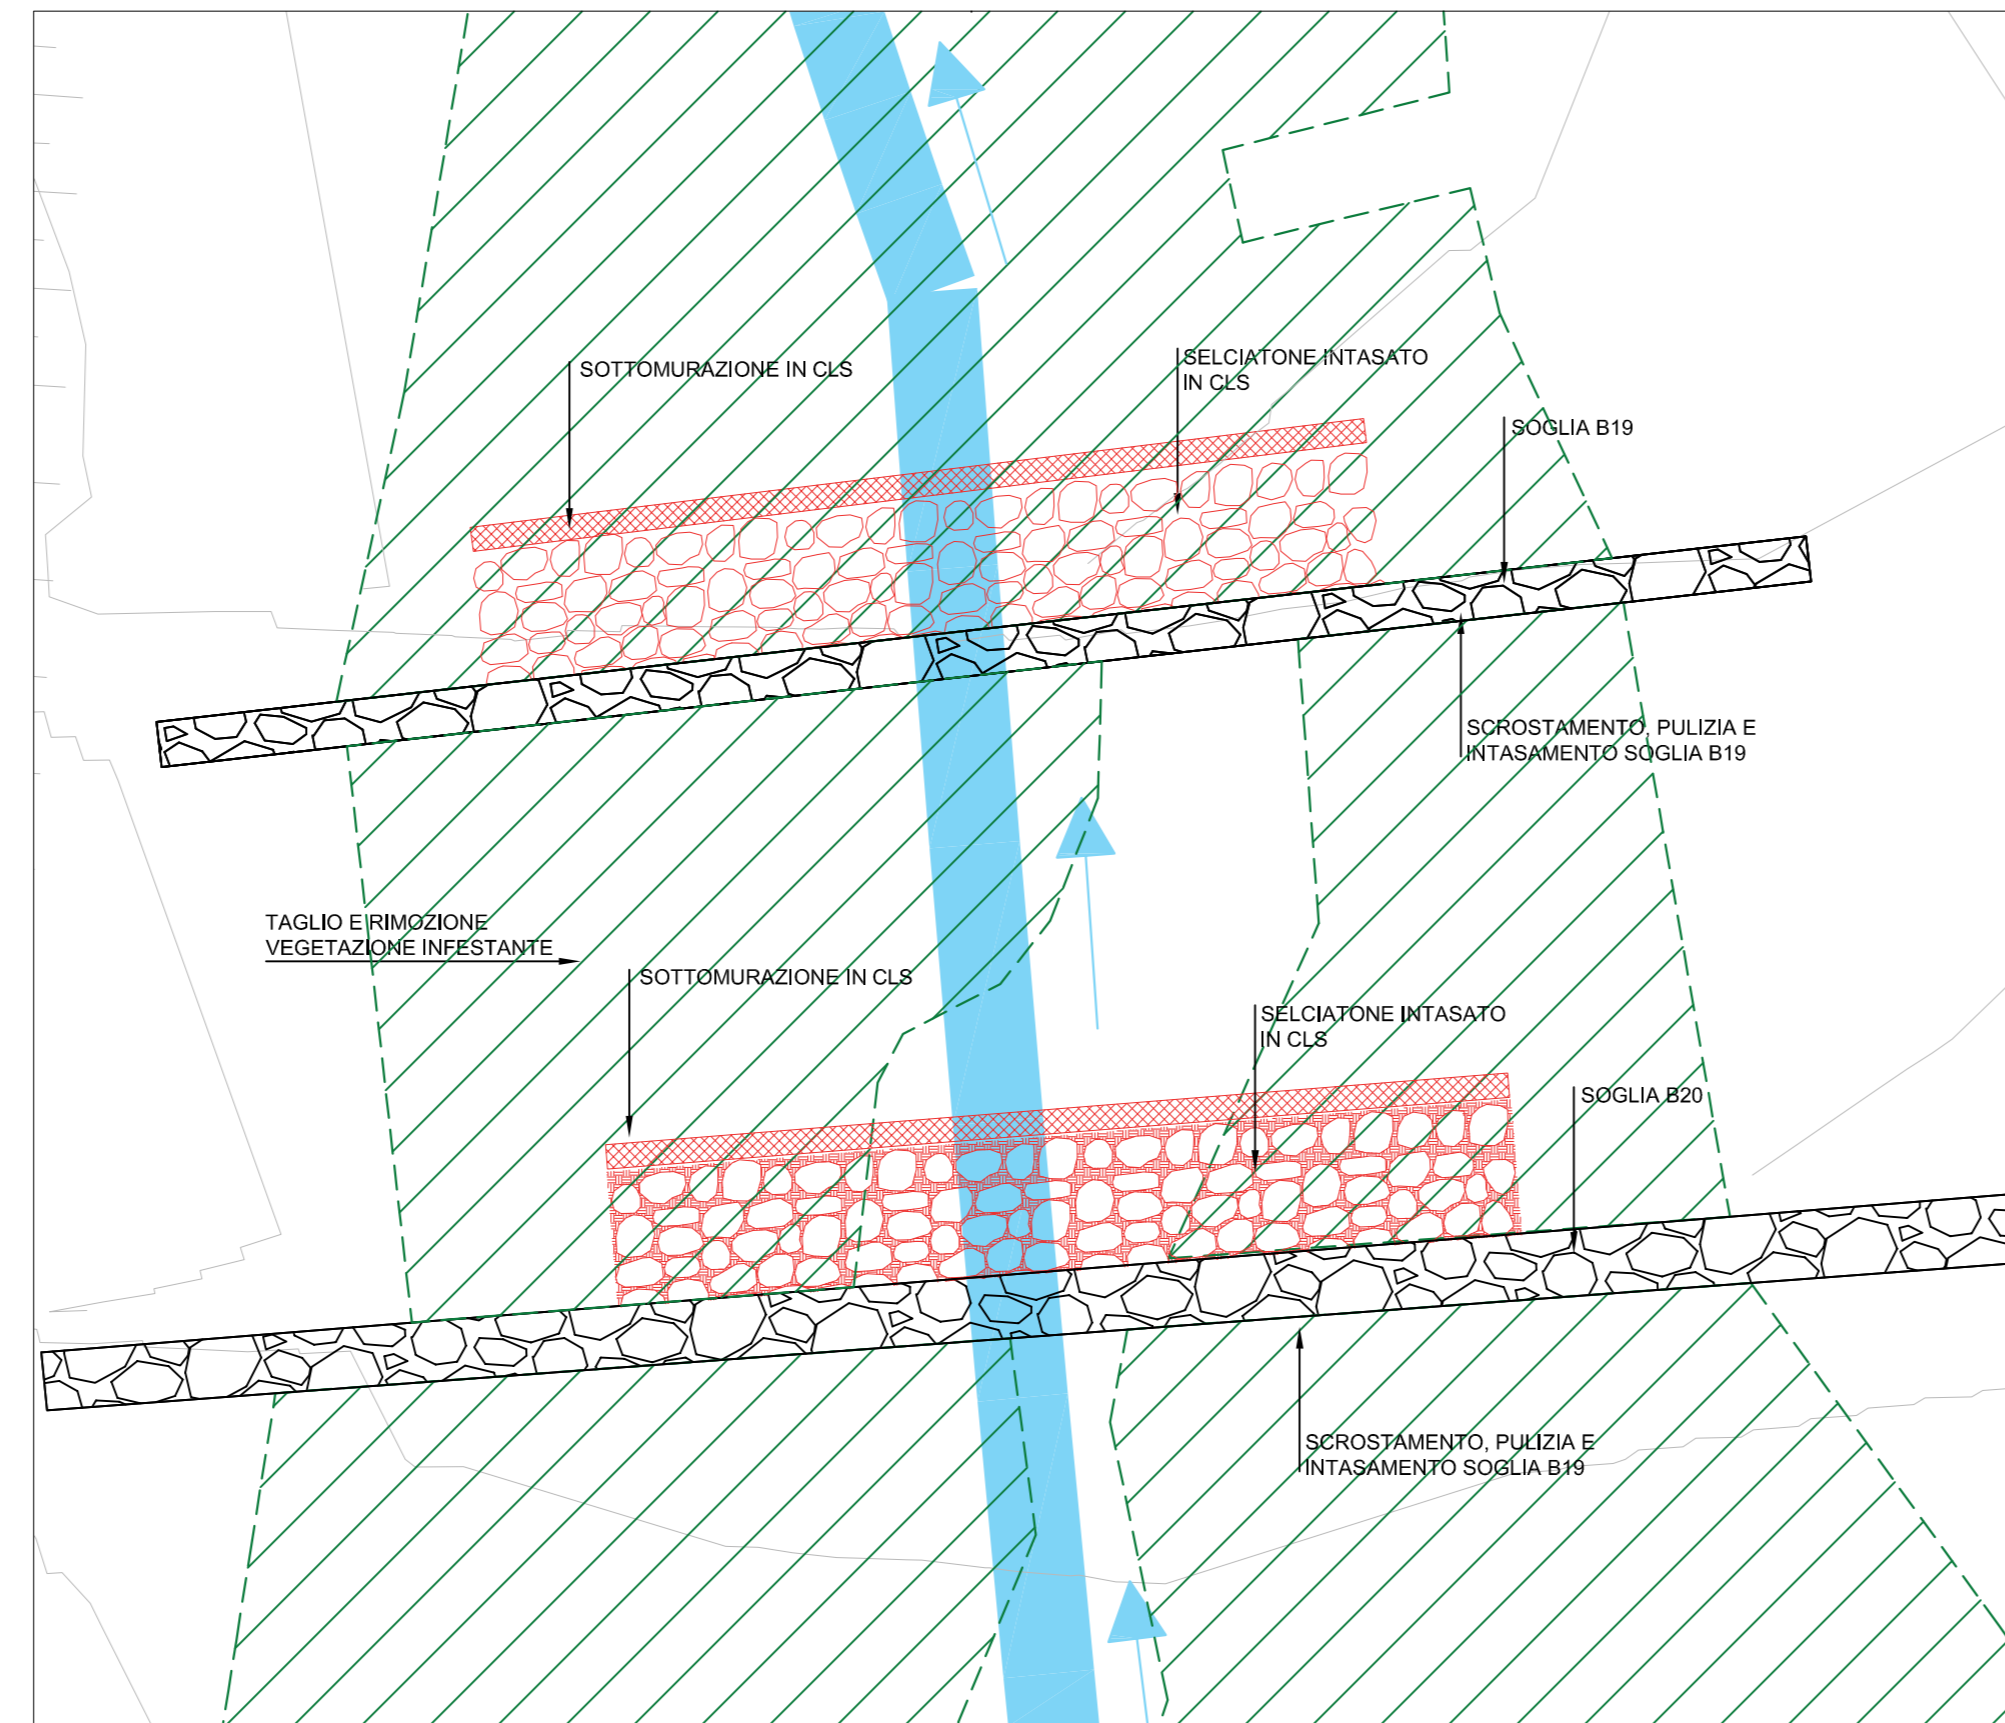 SOTTOMURAZIONE IN CLS
SELCIATONE INTASATO
IN CLS
SOGLIA B19
SCROSTAMENTO, PULIZIA E
INTASAMENTO SOGLIA B19
TAGLIO E RIMOZIONE
VEGETAZIONE INFESTANTE
SOTTOMURAZIONE IN CLS
SELCIATONE INTASATO
IN CLS
SOGLIA B20
SCROSTAMENTO, PULIZIA E
INTASAMENTO SOGLIA B19